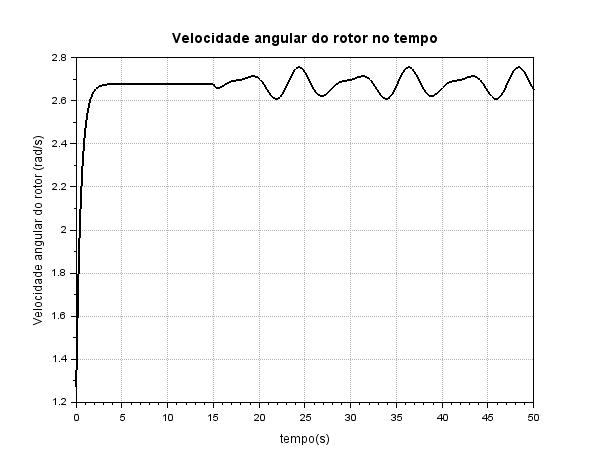 Velocidade angular do rotor no tempo
Velocidade angular do rotor (rad/s)
2.8
2.6
2.4
2.2
2
1.8
1.6
1.4
1.2
0 5 10 15 20 25 30 35 40 45 50
tempo(s)